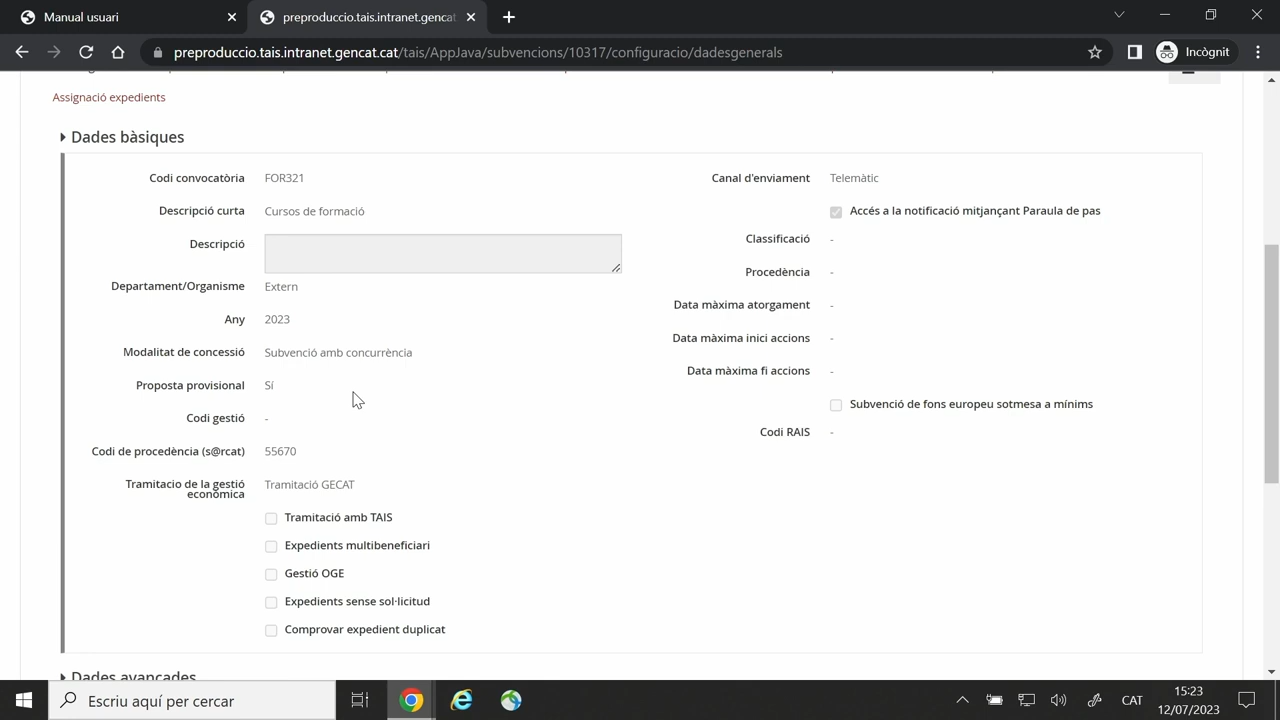 Manual usuari
preproduccio.tais.intranet.gencat
preproduccio.tais.intranet.gencat.cat/tais/AppJava/subvencions/10317/configuracio/dadesgenerals
Incògnit
Assignació expedients
Dades bàsiques
Codi convocatòria FOR321
Descripció curta Cursos de formació
Descripció
Departament/Organisme Extern
Any 2023
Modalitat de concessió Subvenció amb concurrència
Proposta provisional Sí
Codi gestió -
Codi de procedència (s@rcat) 55670
Tramitacio de la gestió
econòmica
Tramitació GECAT
Tramitació amb TAIS
Expedients multibeneficiari
Gestió OGE
Expedients sense sol·licitud
Comprovar expedient duplicat
Canal d'enviament Telemàtic
Accés a la notificació mitjançant Paraula de pas
Classificació -
Procedència -
Data màxima atorgament -
Data màxima inici accions -
Data màxima fi accions -
Subvenció de fons europeu sotmesa a mínims
Codi RAIS -
Dades avançades
Escriu aquí per cercar
CAT
15:23
12/07/2023